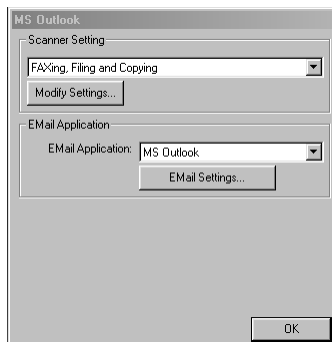 MS Outlook
Scanner Setting
FAXing, Filing and Copying
Modify Settings...
EMail Application
EMail Application: MS Outlook
EMail Settings...
OK